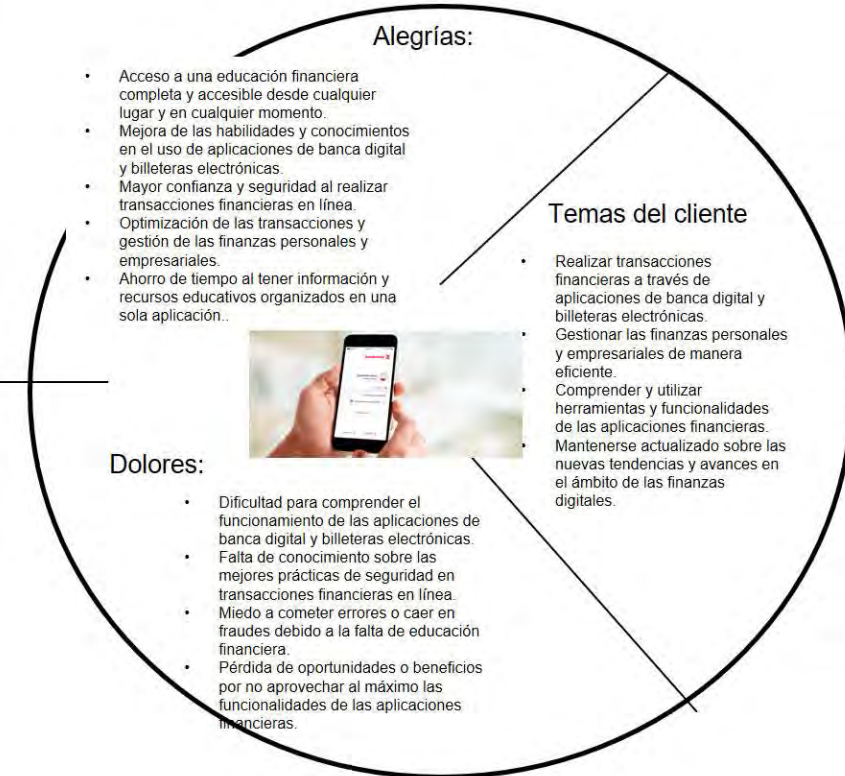 Alegrías:
• Acceso a una educación financiera
completa y accesible desde cualquier
lugar y en cualquier momento.
• Mejora de las habilidades y conocimientos
en el uso de aplicaciones de banca digital
y billeteras electrónicas.
• Mayor confianza y seguridad al realizar
transacciones financieras en línea.
• Optimización de las transacciones y
gestión de las finanzas personales y
empresariales.
• Ahorro de tiempo al tener información y
recursos educativos organizados en una
sola aplicación..
Temas del cliente
• Realizar transacciones
financieras a través de
aplicaciones de banca digital y
billeteras electrónicas.
• Gestionar las finanzas personales
y empresariales de manera
eficiente.
• Comprender y utilizar
herramientas y funcionalidades
de las aplicaciones financieras.
• Mantenerse actualizado sobre las
nuevas tendencias y avances en
el ámbito de las finanzas
digitales.
Dolores:
• Dificultad para comprender el
funcionamiento de las aplicaciones de
banca digital y billeteras electrónicas.
• Falta de conocimiento sobre las
mejores prácticas de seguridad en
transacciones financieras en línea.
• Miedo a cometer errores o caer en
fraudes debido a la falta de educación
financiera.
• Pérdida de oportunidades o beneficios
por no aprovechar al máximo las
funcionalidades de las aplicaciones
financieras.